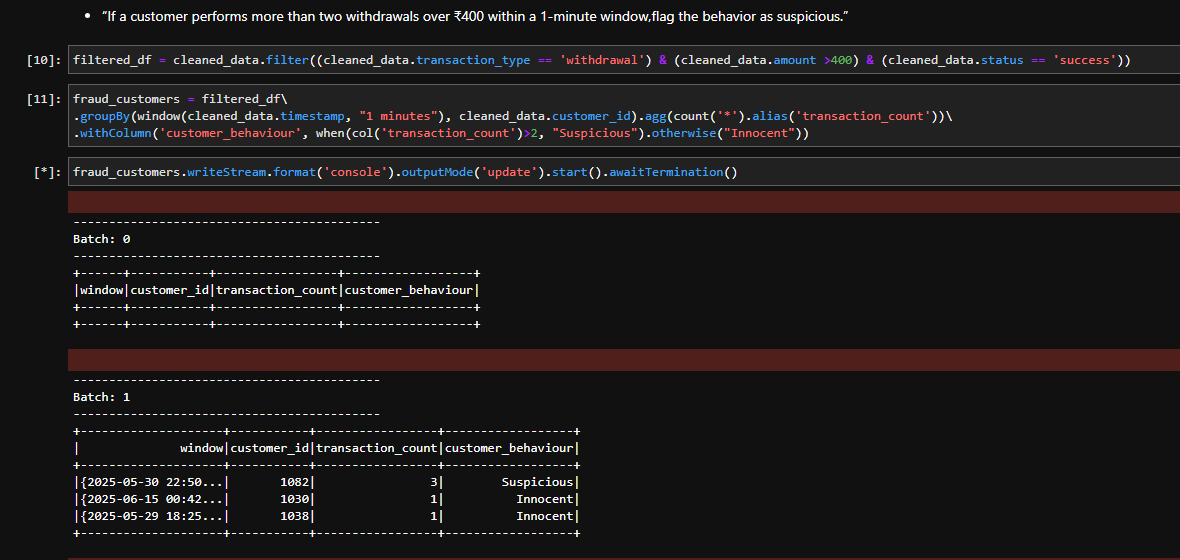 • “If a customer performs more than two withdrawals over ₹400 within a 1-minute window,flag the behavior as suspicious.”
[10]: filtered_df = cleaned_data.filter((cleaned_data.transaction_type == 'withdrawal') & (cleaned_data.amount >400) & (cleaned_data.status == 'success'))
[11]: fraud_customers = filtered_df\
.groupBy(window(cleaned_data.timestamp, "1 minutes"), cleaned_data.customer_id).agg(count('*').alias('transaction_count'))\
.withColumn('customer_behaviour', when(col('transaction_count')>2, "Suspicious").otherwise("Innocent"))
[*]: fraud_customers.writeStream.format('console').outputMode('update').start().awaitTermination()
-------------------------------------------
Batch: 0
-------------------------------------------
+------+-----------+-----------------+------------------+
|window|customer_id|transaction_count|customer_behaviour|
+------+-----------+-----------------+------------------+
+------+-----------+-----------------+------------------+
-------------------------------------------
Batch: 1
-------------------------------------------
+--------------------+-----------+-----------------+------------------+
|              window|customer_id|transaction_count|customer_behaviour|
+--------------------+-----------+-----------------+------------------+
|{2025-05-30 22:50...|       1082|                3|        Suspicious|
|{2025-06-15 00:42...|       1030|                1|          Innocent|
|{2025-05-29 18:25...|       1038|                1|          Innocent|
+--------------------+-----------+-----------------+------------------+